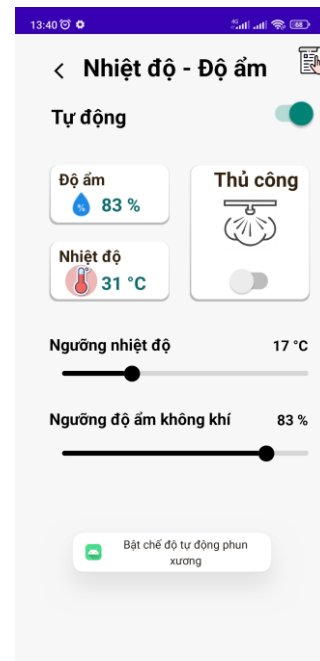 13:40
68
Nhiệt độ - Độ ẩm
Tự động
Độ ẩm
83 %
Thủ công
Nhiệt độ
31 °C
Ngưỡng nhiệt độ 17 °C
Ngưỡng độ ẩm không khí 83 %
Bật chế độ tự động phun
xương